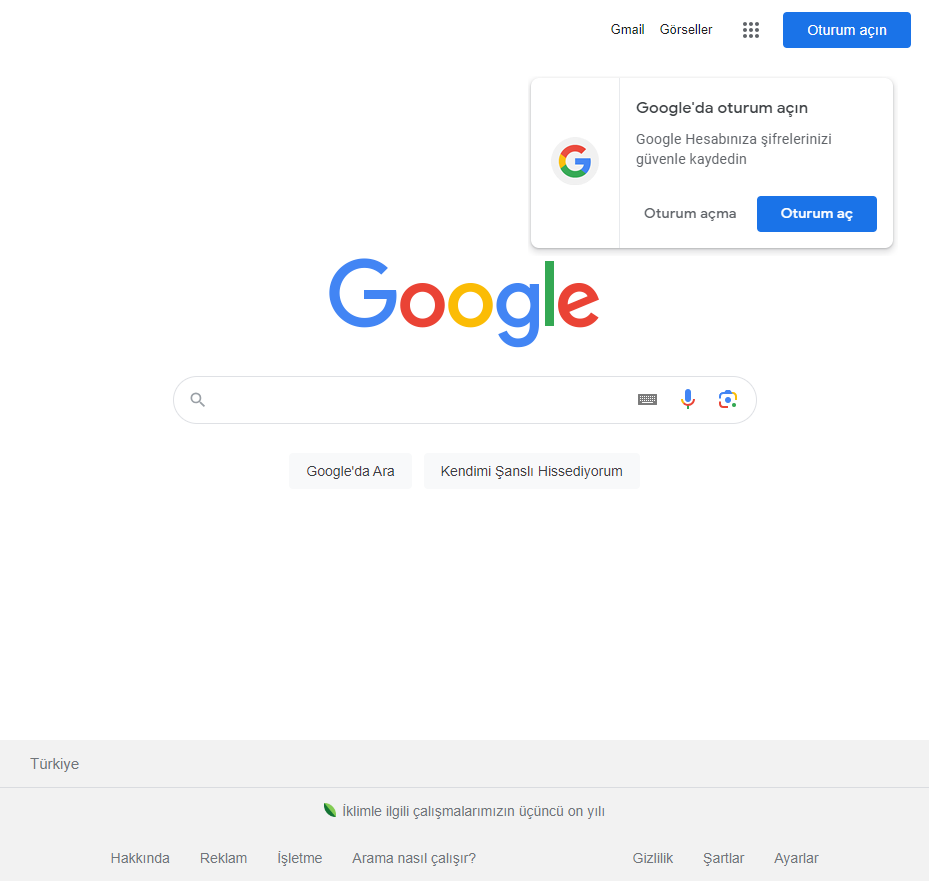 Gmail Görseller Oturum açın
Google'da oturum açın
Google Hesabınıza şifrelerinizi
güvenle kaydedin
Oturum açma Oturum aç
Google
Google'da Ara Kendimi Şanslı Hissediyorum
Türkiye
İklimle ilgili çalışmalarımızın üçüncü on yılı
Hakkında Reklam İşletme Arama nasıl çalışır? Gizlilik Şartlar Ayarlar